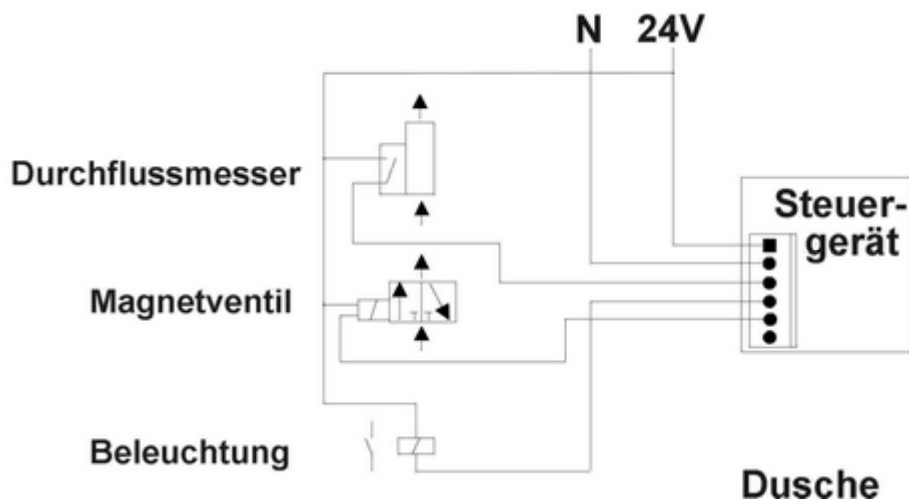 N 24V
Durchflussmesser
Steuer-
gerät
Magnetventil
Beleuchtung
Dusche